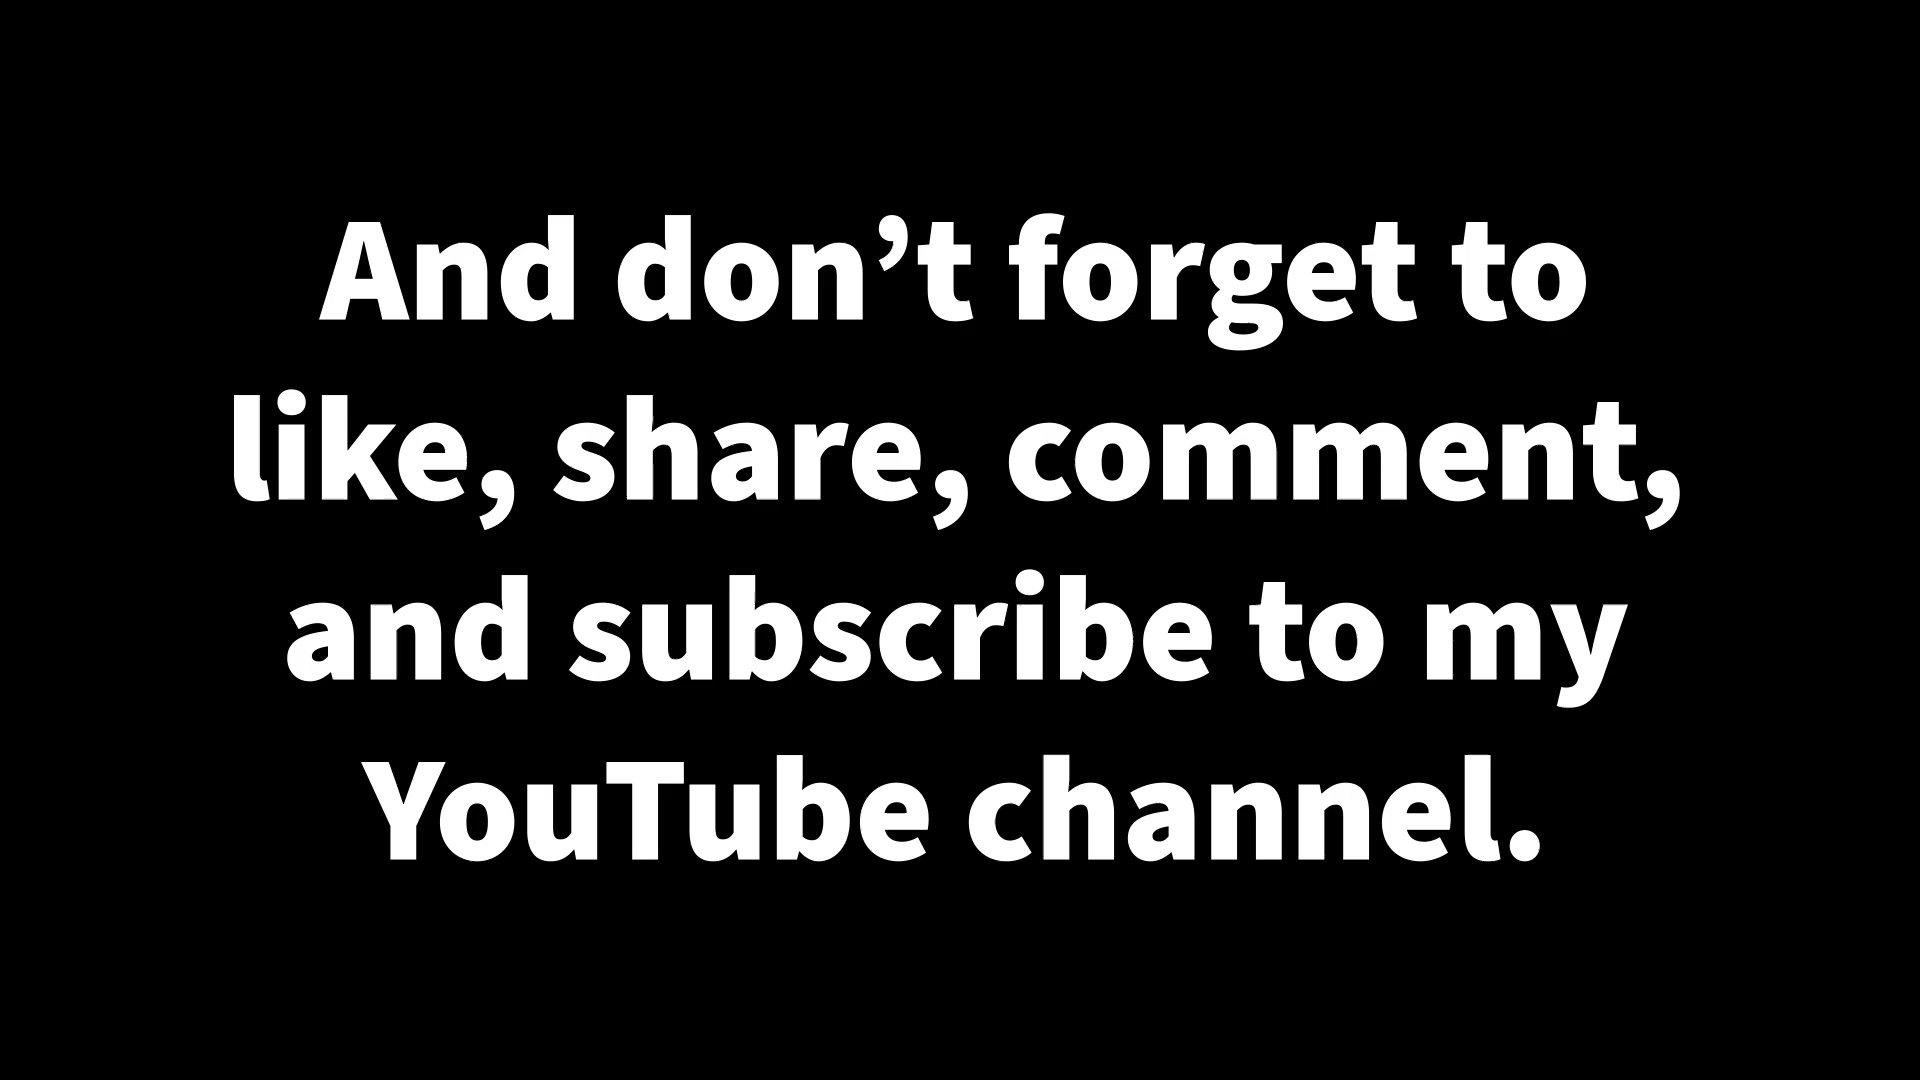 And don’t forget to
like, share, comment,
and subscribe to my
YouTube channel.